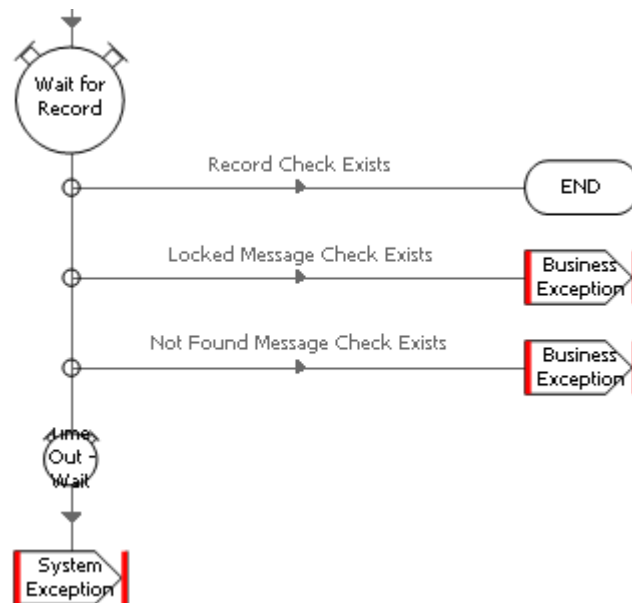 Wait for
Record
Record Check Exists
END
Locked Message Check Exists
Business
Exception
Not Found Message Check Exists
Business
Exception
Time
Out -
Wait
System
Exception